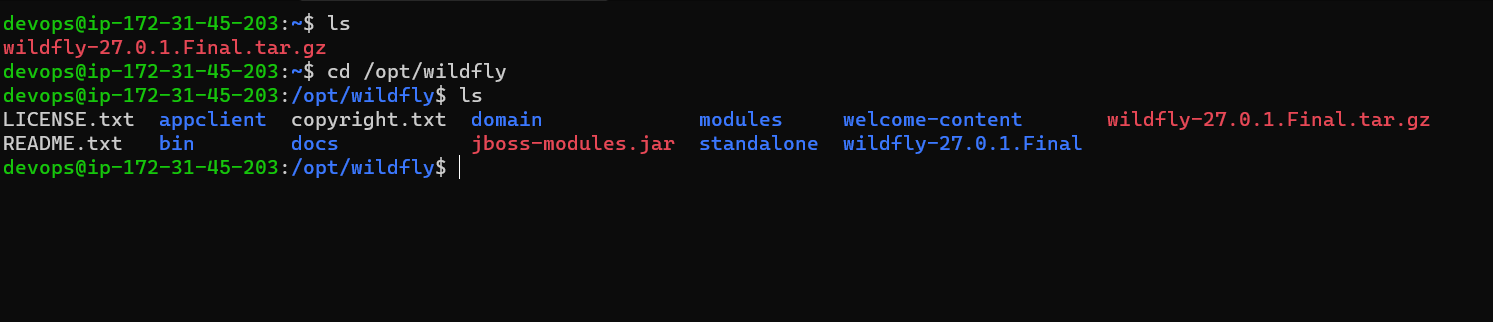 devops@ip-172-31-45-203:~$ ls
wildfly-27.0.1.Final.tar.gz
devops@ip-172-31-45-203:~$ cd /opt/wildfly
devops@ip-172-31-45-203:/opt/wildfly$ ls
LICENSE.txt  appclient  copyright.txt  domain             modules     welcome-content       wildfly-27.0.1.Final.tar.gz
README.txt   bin        docs           jboss-modules.jar  standalone  wildfly-27.0.1.Final
devops@ip-172-31-45-203:/opt/wildfly$